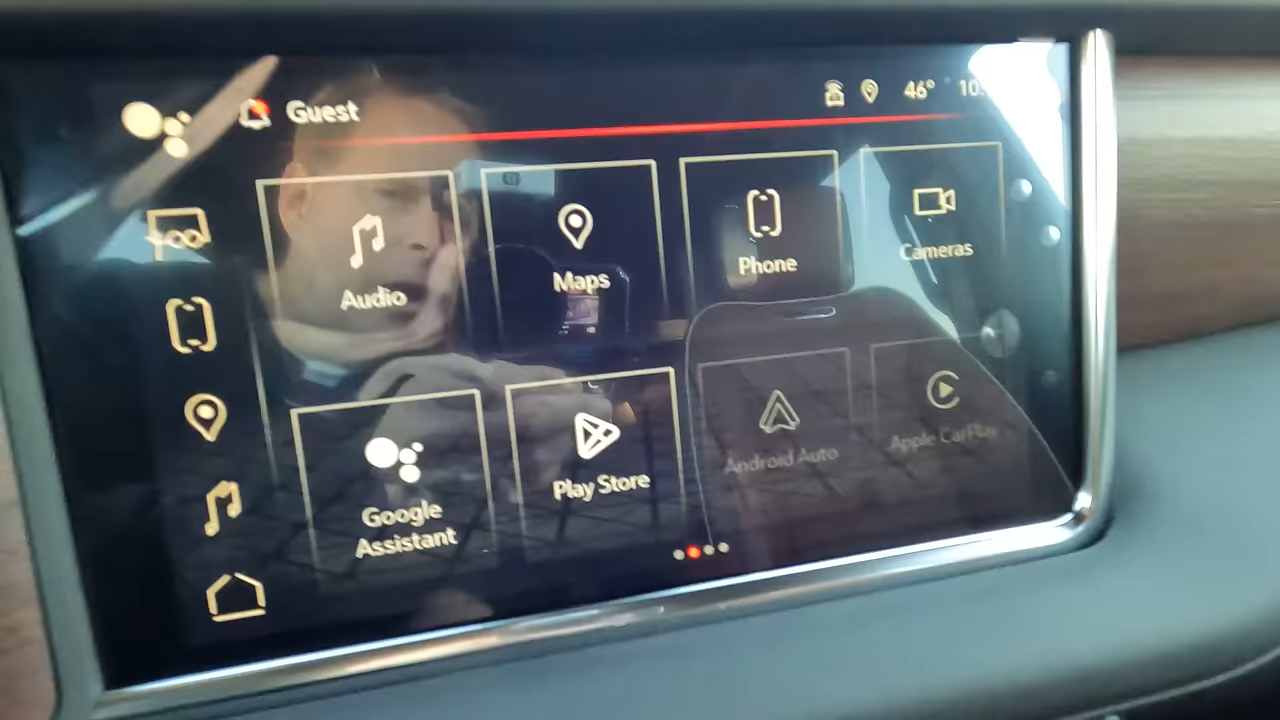 Guest
46°
Audio
Maps
Phone
Cameras
Google
Assistant
Play Store
Android Auto
Apple CarPlay